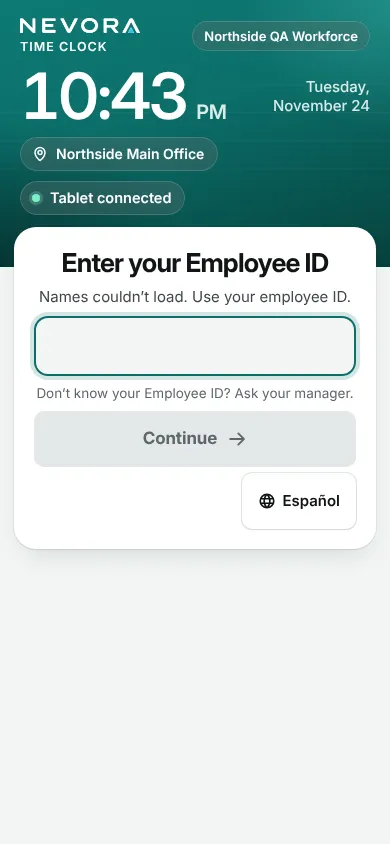 NEVORA
TIME CLOCK
Northside QA Workforce
10:43 PM
Tuesday,
November 24
Northside Main Office
Tablet connected
Enter your Employee ID
Names couldn’t load. Use your employee ID.
Don’t know your Employee ID? Ask your manager.
Continue →
Español